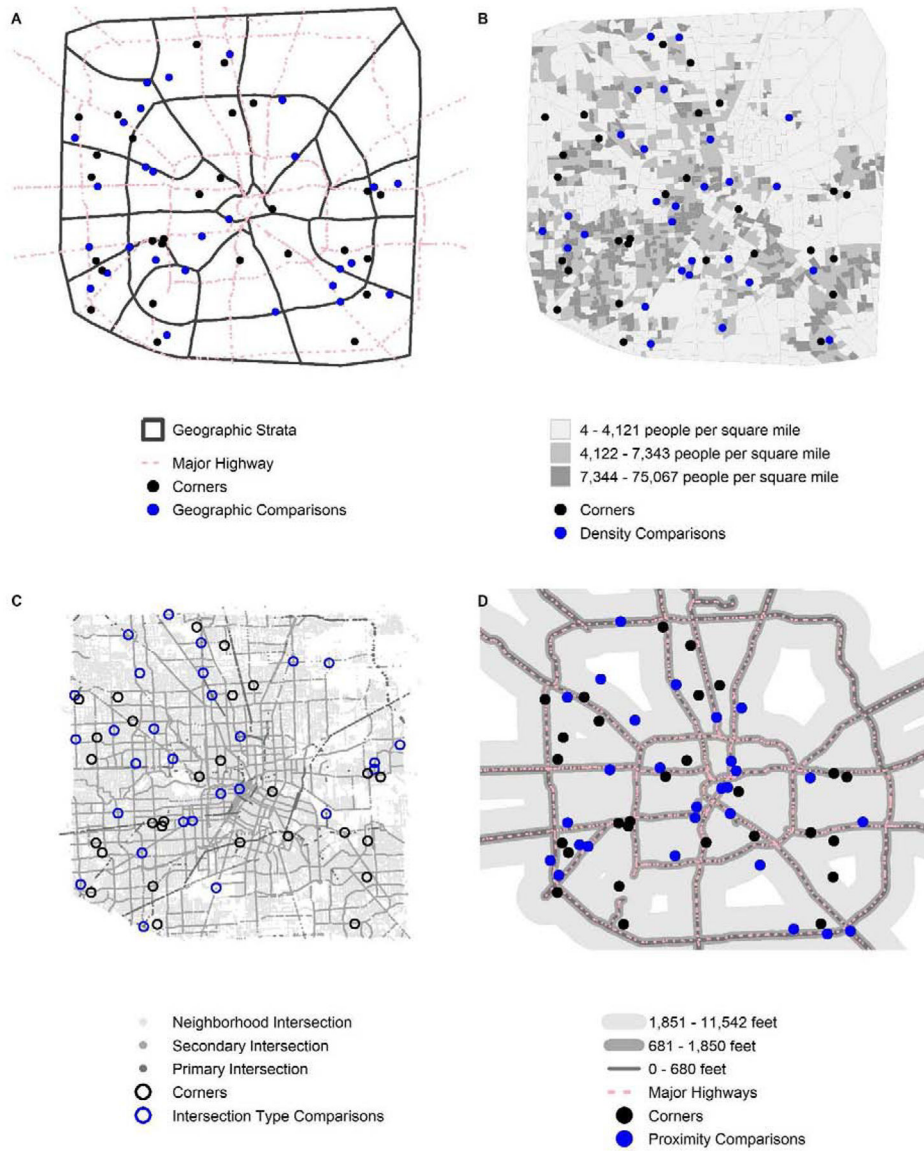 A
B
Geographic Strata
Major Highway
Corners
Geographic Comparisons
4 - 4,121 people per square mile
4,122 - 7,343 people per square mile
7,344 - 75,067 people per square mile
Corners
Density Comparisons
C
D
Neighborhood Intersection
Secondary Intersection
Primary Intersection
Corners
Intersection Type Comparisons
1,851 - 11,542 feet
681 - 1,850 feet
0 - 680 feet
Major Highways
Corners
Proximity Comparisons